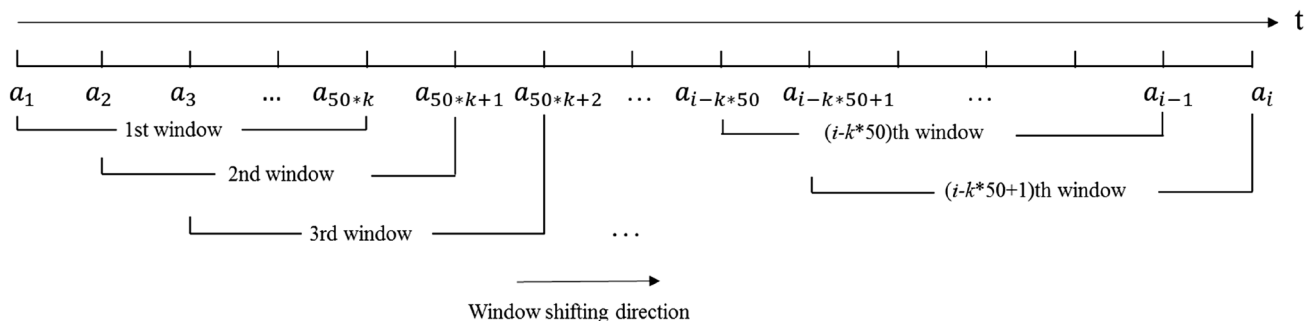 t
a₁ a₂ a₃ ... a₅₀*ₖ a₅₀*ₖ₊₁ a₅₀*ₖ₊₂ ... aᵢ₋ₖ*₅₀ aᵢ₋ₖ*₅₀₊₁ ... aᵢ₋₁ aᵢ
1st window (i-k*50)th window
2nd window (i-k*50+1)th window
3rd window ...
Window shifting direction